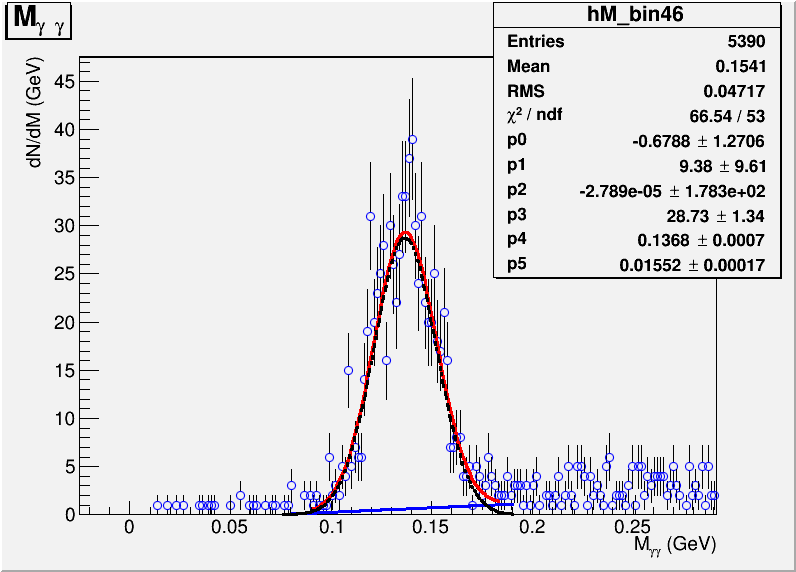 M γ γ
hM_bin46
Entries 5390
Mean 0.1541
RMS 0.04717
χ² / ndf 66.54 / 53
p0 -0.6788 ± 1.2706
p1 9.38 ± 9.61
p2 -2.789e-05 ± 1.783e+02
p3 28.73 ± 1.34
p4 0.1368 ± 0.0007
p5 0.01552 ± 0.00017
dN/dM (GeV)
45
40
35
30
25
20
15
10
5
0
0 0.05 0.1 0.15 0.2 0.25
Mγγ (GeV)